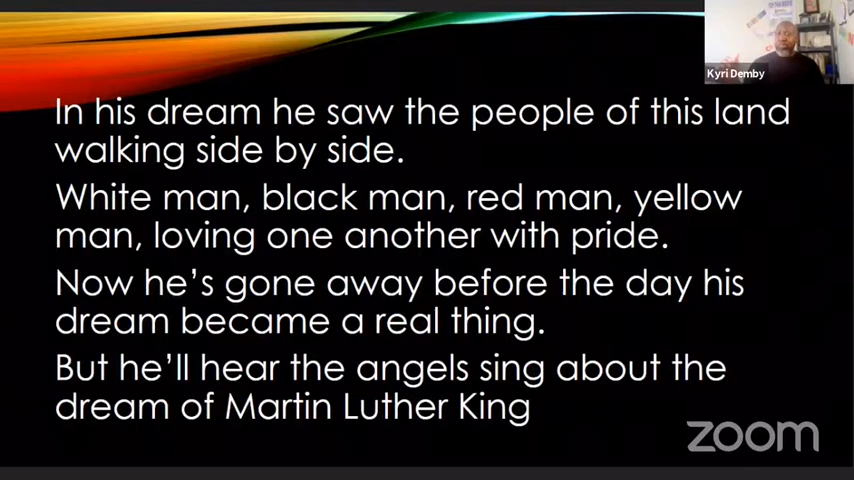 Kyri Demby
In his dream he saw the people of this land
walking side by side.
White man, black man, red man, yellow
man, loving one another with pride.
Now he's gone away before the day his
dream became a real thing.
But he'll hear the angels sing about the
dream of Martin Luther King
zoom